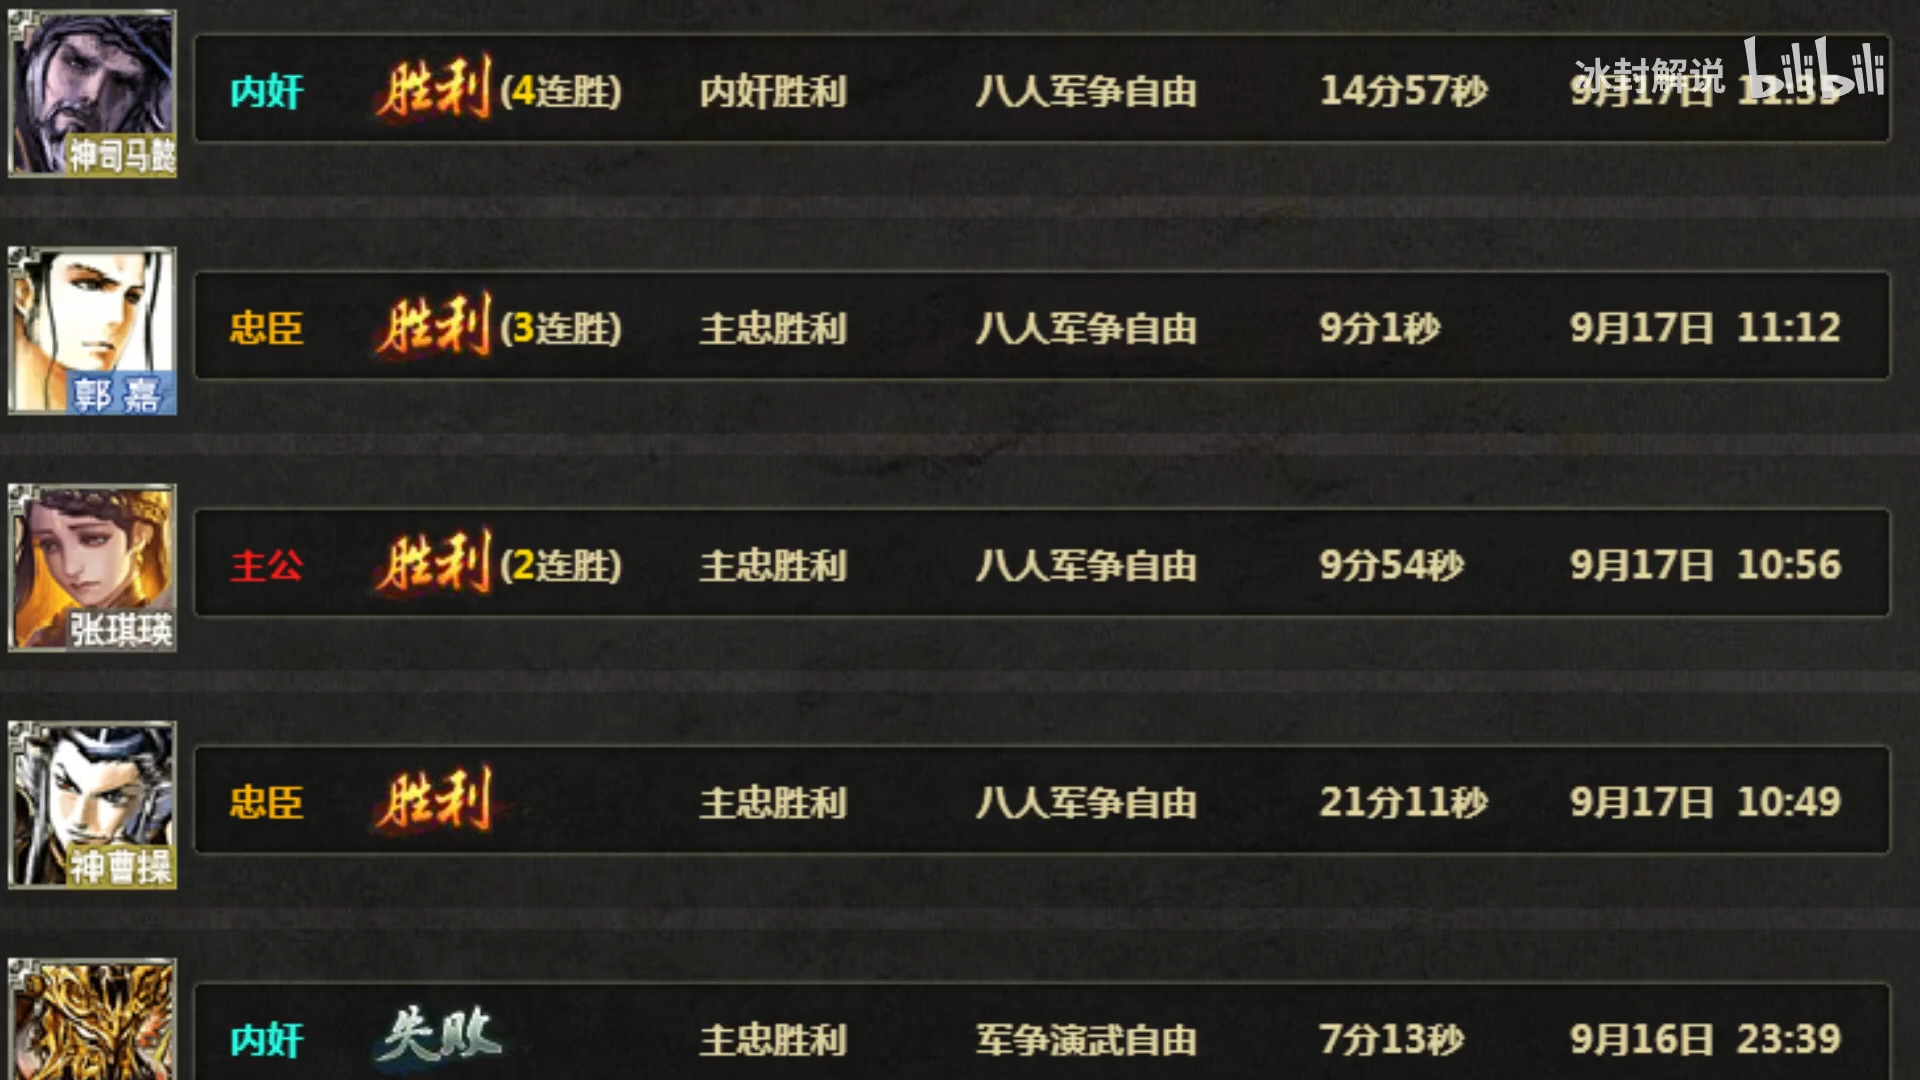 冰封解说 bilibili
神司马懿 内奸 胜利 (4连胜) 内奸胜利 八人军争自由 14分57秒 9月17日
郭嘉 忠臣 胜利 (3连胜) 主忠胜利 八人军争自由 9分1秒 9月17日 11:12
张琪瑛 主公 胜利 (2连胜) 主忠胜利 八人军争自由 9分54秒 9月17日 10:56
神曹操 忠臣 胜利 主忠胜利 八人军争自由 21分11秒 9月17日 10:49
内奸 失败 主忠胜利 军争演武自由 7分13秒 9月16日 23:39